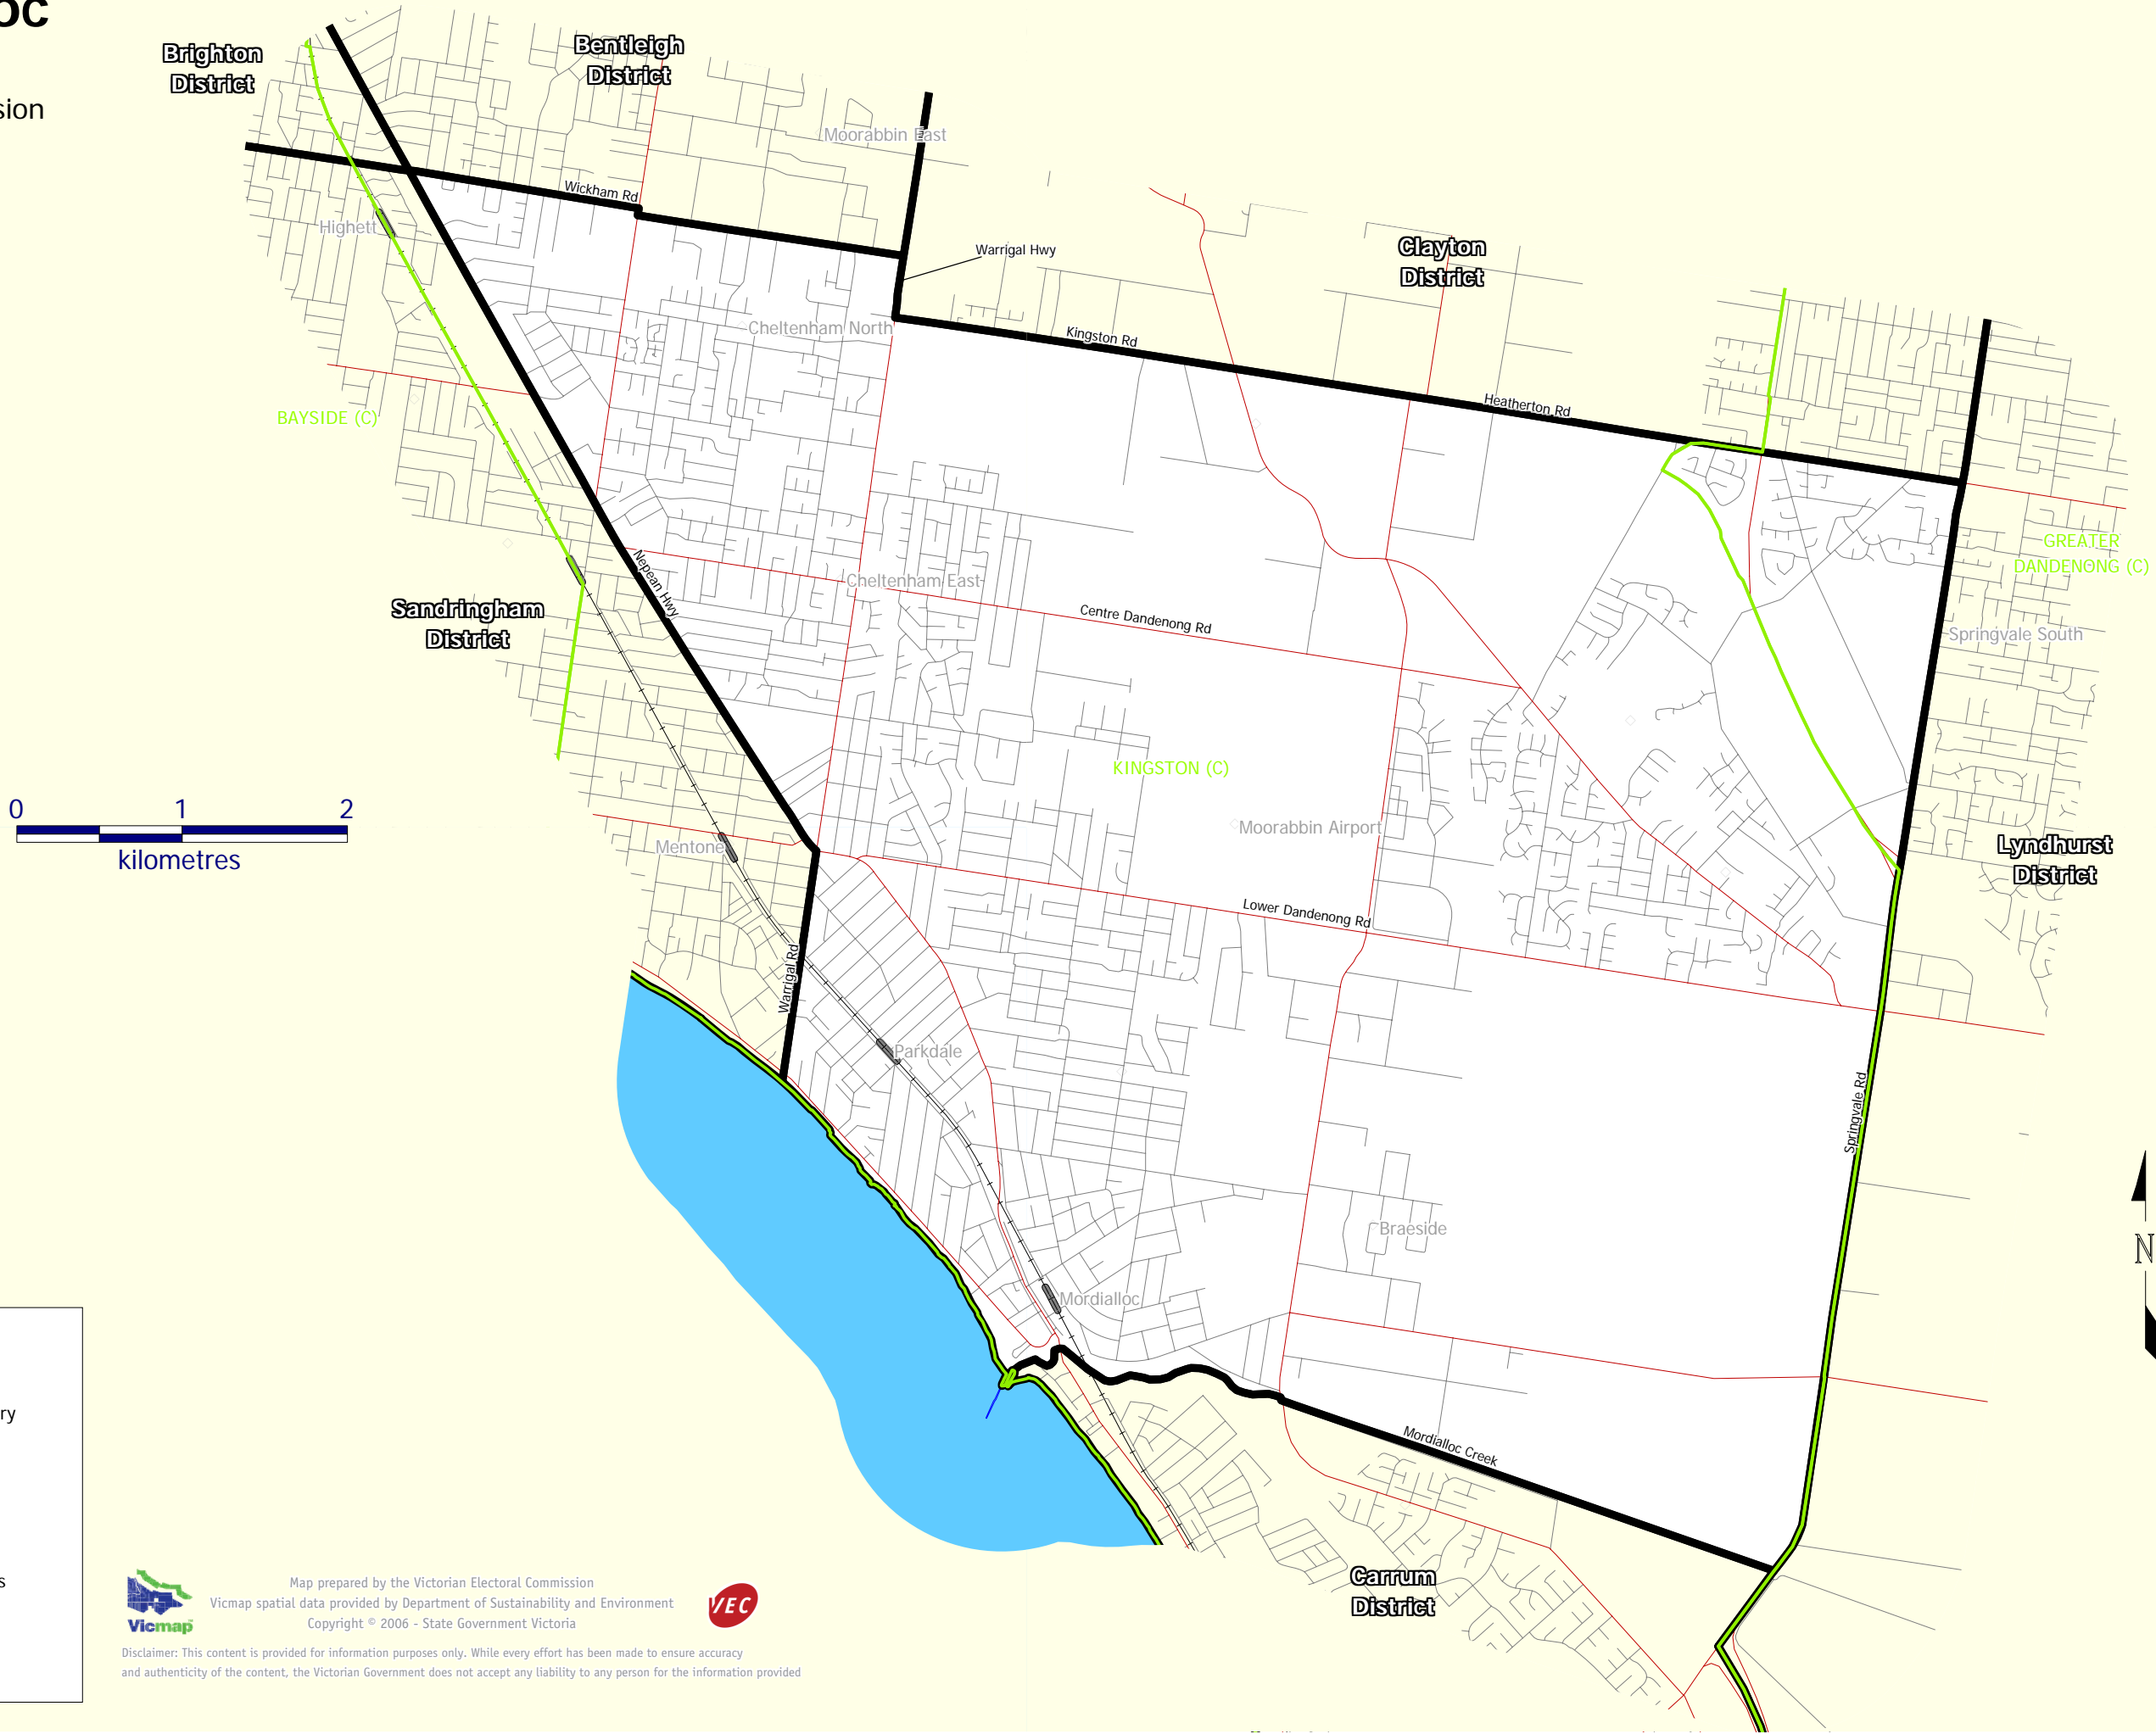 oc
sion
Brighton
District
Bentleigh
District
Moorabbin East
Wickham Rd
Highett
Warrigal Hwy
Clayton
District
Cheltenham North
Kingston Rd
Heatherton Rd
BAYSIDE (C)
GREATER
DANDENONG (C)
Nepean Hwy
Cheltenham East
Centre Dandenong Rd
Sandringham
District
Springvale South
KINGSTON (C)
0 1 2
kilometres
Moorabbin Airport
Mentone
Lyndhurst
District
Lower Dandenong Rd
Warrigal Rd
Parkdale
Springvale Rd
Braeside
N
Mordialloc
ry
Mordialloc Creek
s
Carrum
District
Vicmap
Map prepared by the Victorian Electoral Commission
Vicmap spatial data provided by Department of Sustainability and Environment
Copyright © 2006 - State Government Victoria
VEC
Disclaimer: This content is provided for information purposes only. While every effort has been made to ensure accuracy
and authenticity of the content, the Victorian Government does not accept any liability to any person for the information provided